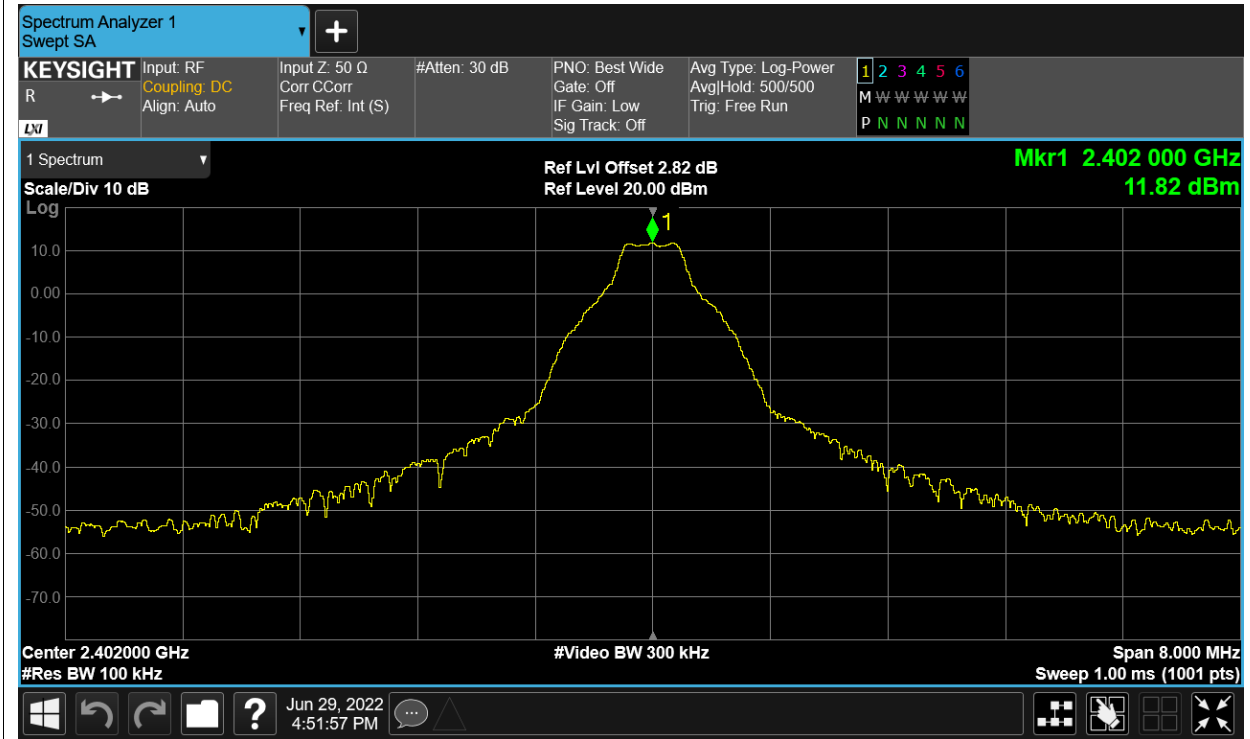 Spectrum Analyzer 1
Swept SA
+
KEYSIGHT
R
LXI
Input: RF
Coupling: DC
Align: Auto
Input Z: 50 Ω
Corr CCorr
Freq Ref: Int (S)
#Atten: 30 dB
PNO: Best Wide
Gate: Off
IF Gain: Low
Sig Track: Off
Avg Type: Log-Power
Avg|Hold: 500/500
Trig: Free Run
1 2 3 4 5 6
M W W W W W W
P N N N N N N
1 Spectrum
Scale/Div 10 dB
Log
Ref Lvl Offset 2.82 dB
Ref Level 20.00 dBm
Mkr1 2.402 000 GHz
11.82 dBm
1
10.0
0.00
-10.0
-20.0
-30.0
-40.0
-50.0
-60.0
-70.0
Center 2.402000 GHz
#Res BW 100 kHz
#Video BW 300 kHz
Span 8.000 MHz
Sweep 1.00 ms (1001 pts)
?
Jun 29, 2022
4:51:57 PM